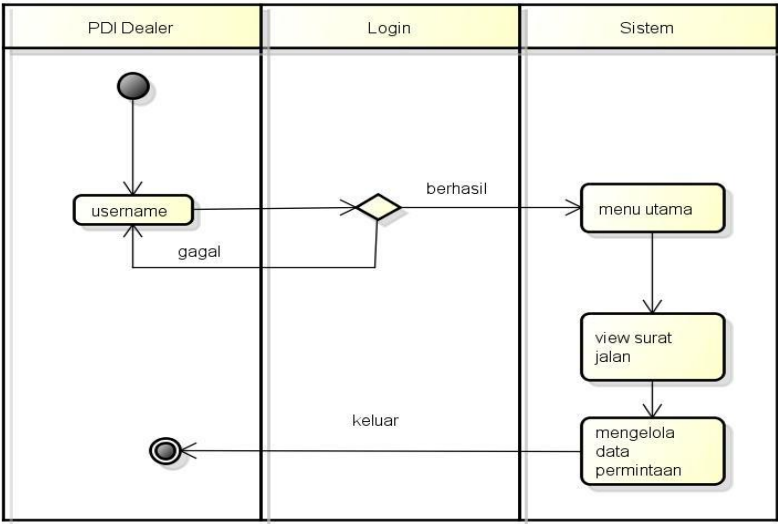 PDI Dealer
Login
Sistem
berhasil
username
menu utama
gagal
view surat
jalan
keluar
mengelola
data
permintaan